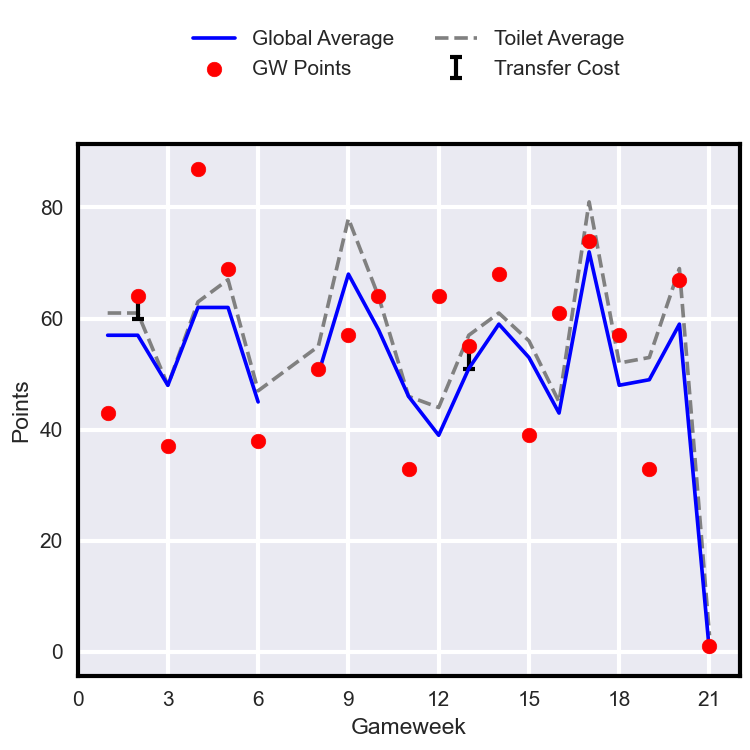 Global Average
Toilet Average
GW Points
Transfer Cost
80
60
40
20
0
Points
0 3 6 9 12 15 18 21
Gameweek